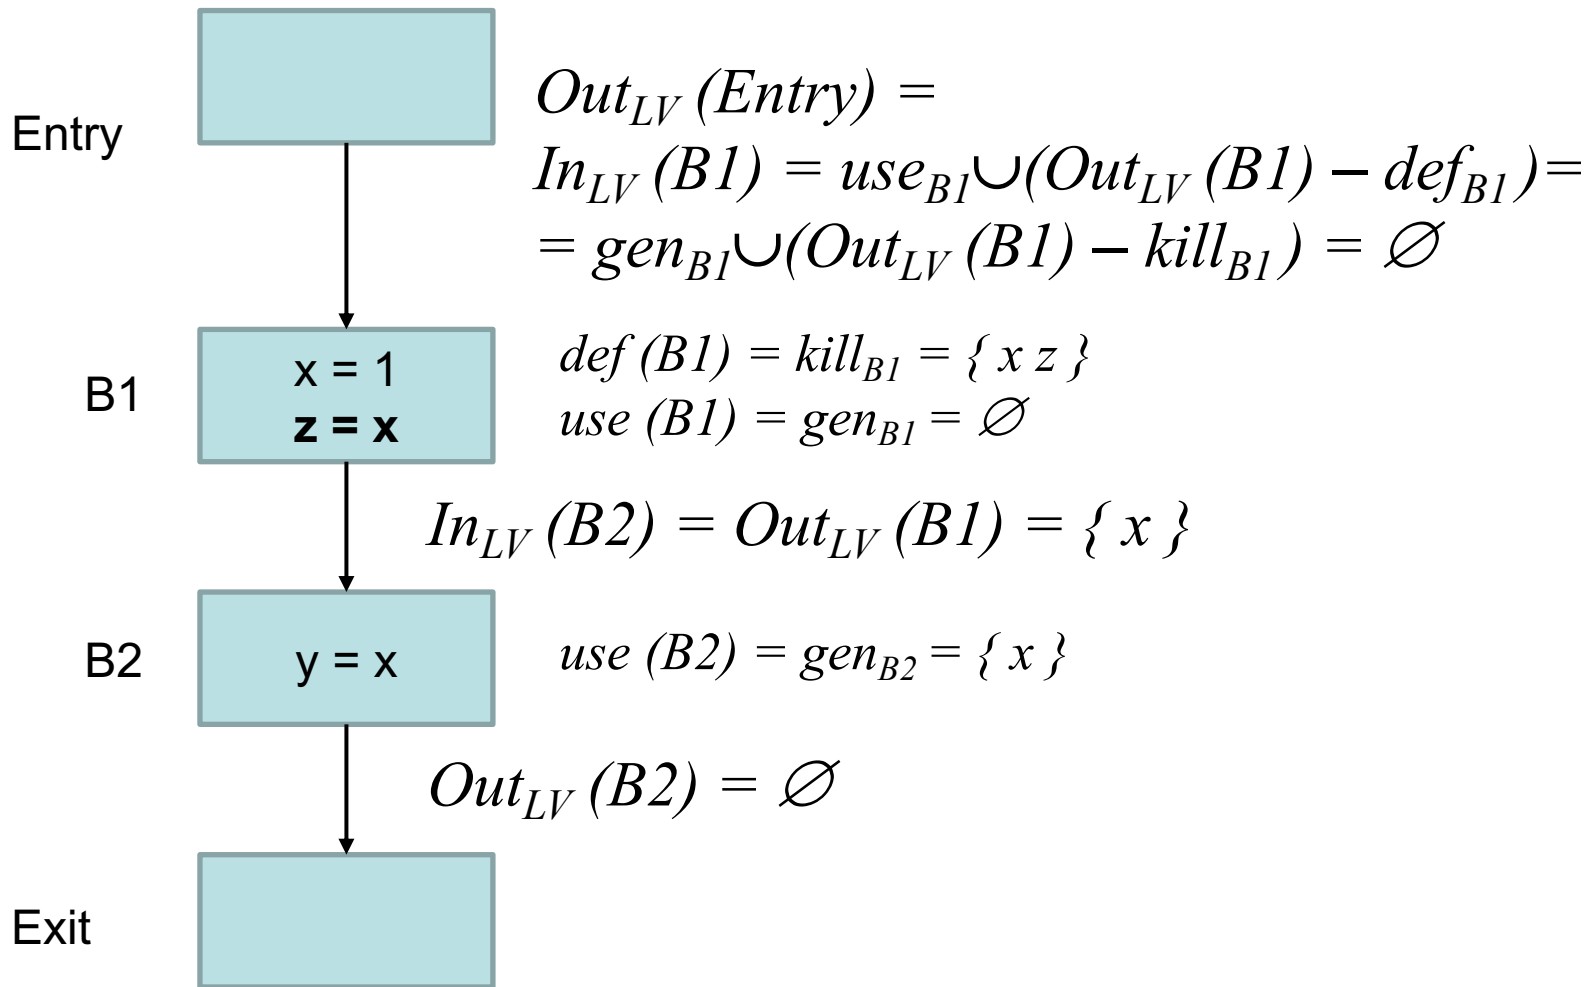 Entry
Out_LV (Entry) =
In_LV (B1) = use_B1∪(Out_LV (B1) – def_B1)=
= gen_B1∪(Out_LV (B1) – kill_B1) = ∅
B1
x = 1
z = x
def (B1) = kill_B1 = { x z }
use (B1) = gen_B1 = ∅
In_LV (B2) = Out_LV (B1) = { x }
B2
y = x
use (B2) = gen_B2 = { x }
Out_LV (B2) = ∅
Exit